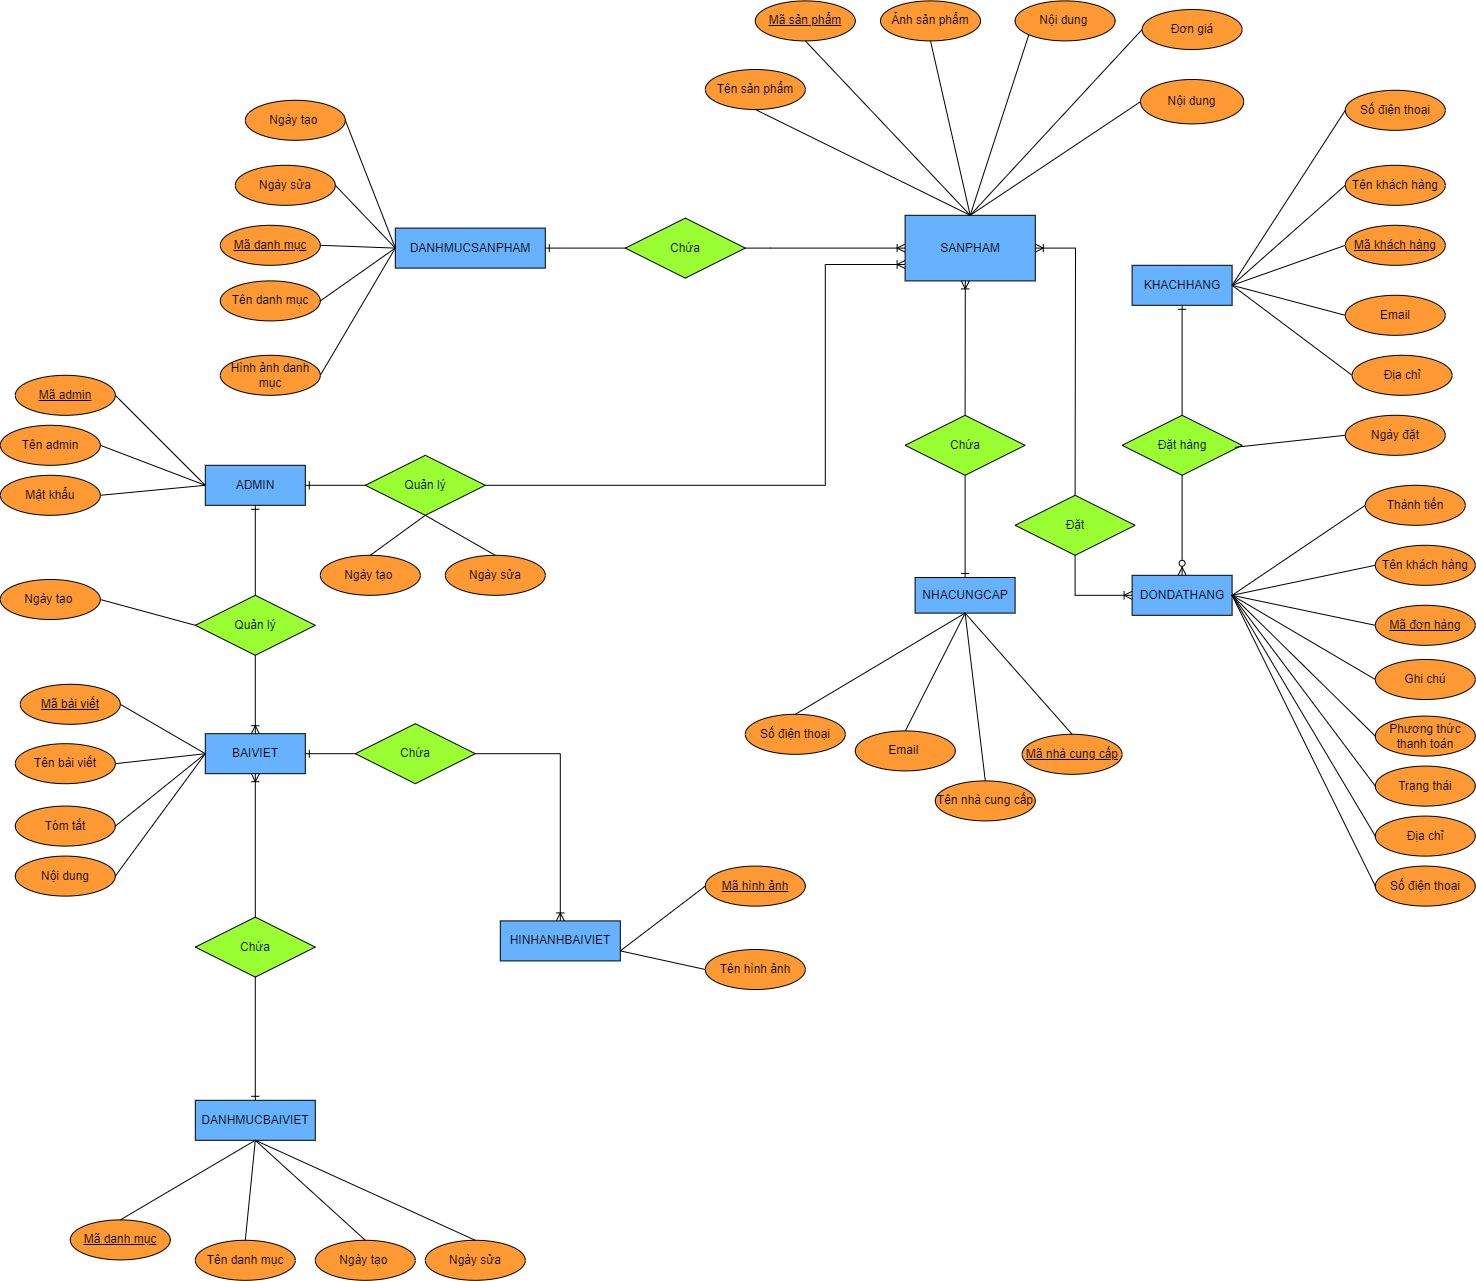 Mã sản phẩm
Ảnh sản phẩm
Nội dung
Đơn giá
Tên sản phẩm
Nội dung
Ngày tạo
Ngày sửa
Mã danh mục
Tên danh mục
Hình ảnh danh
mục
DANHMUCSANPHAM
Chứa
SANPHAM
Số điện thoại
Tên khách hàng
Mã khách hàng
Email
Địa chỉ
KHACHHANG
Đặt hàng
Ngày đặt
Mã admin
Tên admin
Mật khẩu
ADMIN
Quản lý
Ngày tạo
Ngày sửa
Chứa
Đặt
NHACUNGCAP
DONDATHANG
Thành tiến
Tên khách hàng
Mã đơn hàng
Ghi chú
Phương thức
thanh toán
Trạng thái
Địa chỉ
Số điện thoại
Ngày tạo
Quản lý
Số điện thoại
Email
Tên nhà cung cấp
Mã nhà cung cấp
Mã bài viết
Tên bài viết
Tóm tắt
Nội dung
BAIVIET
Chứa
Chứa
HINHANHBAIVIET
Mã hình ảnh
Tên hình ảnh
DANHMUCBAIVIET
Mã danh mục
Tên danh mục
Ngày tạo
Ngày sửa